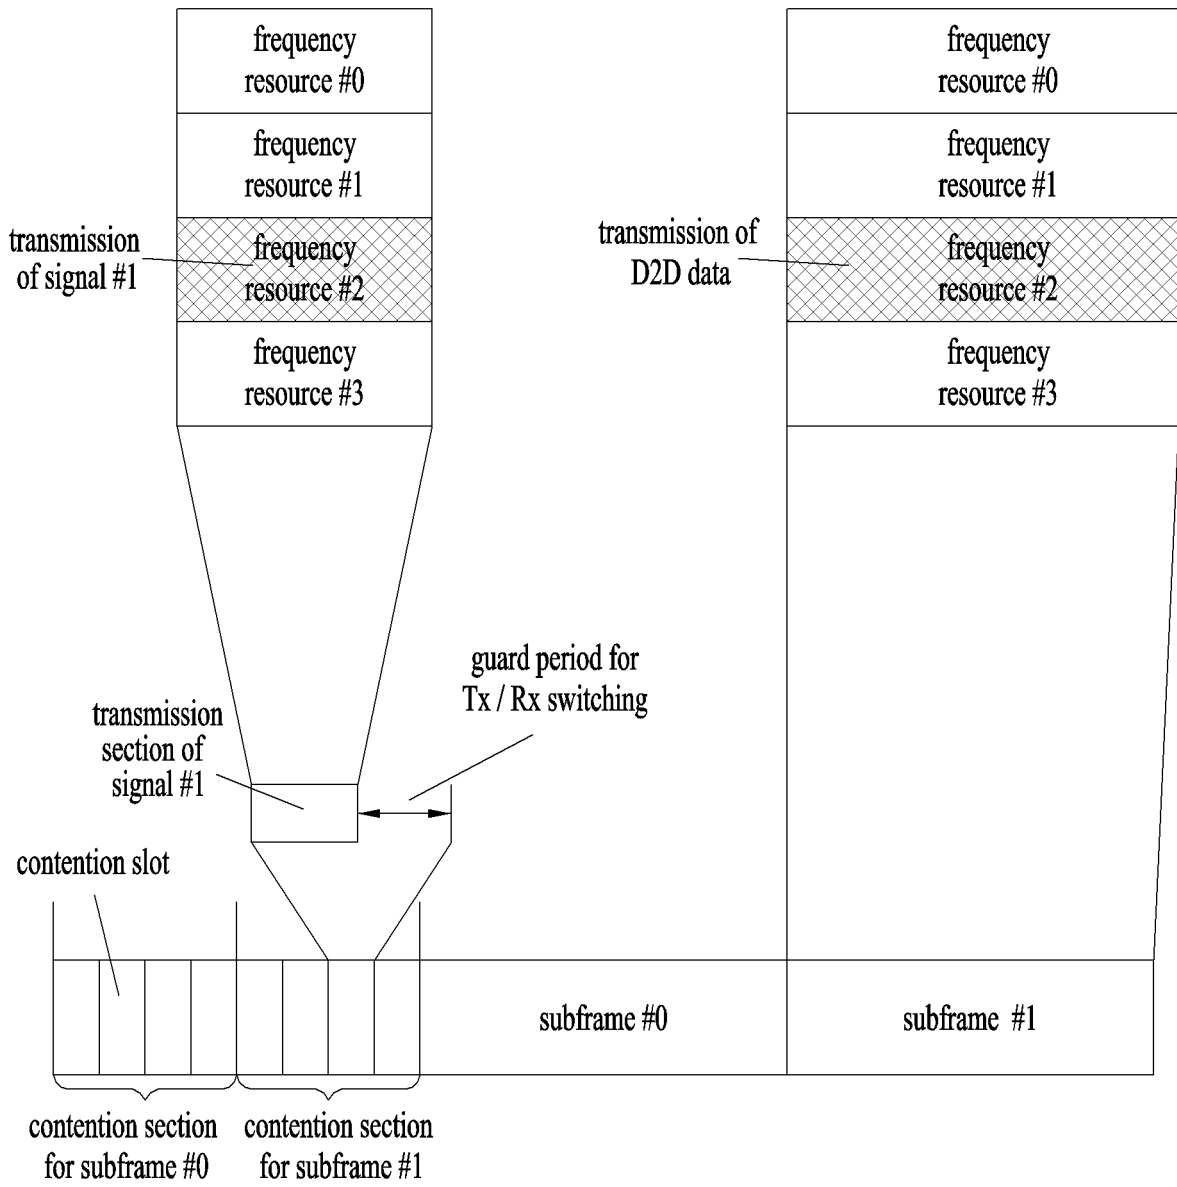 frequency
resource #0
frequency
resource #1
frequency
resource #2
frequency
resource #3
transmission
of signal #1
frequency
resource #0
frequency
resource #1
frequency
resource #2
frequency
resource #3
transmission of
D2D data
guard period for
Tx / Rx switching
transmission
section of
signal #1
contention slot
subframe #0
subframe #1
contention section
for subframe #0
contention section
for subframe #1